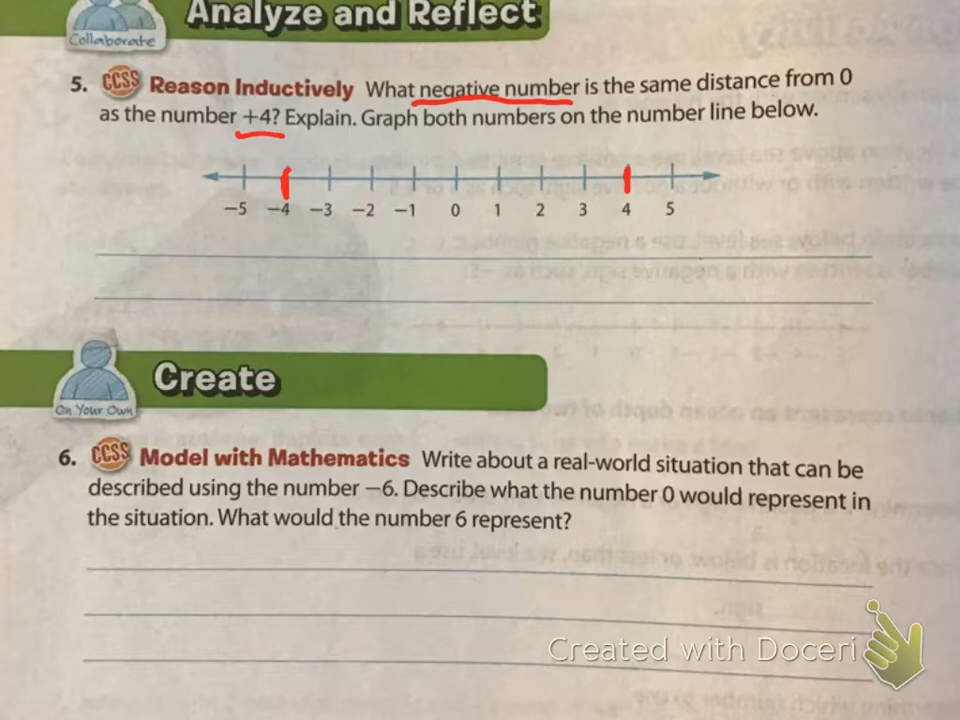 Analyze and Reflect
Collaborate
5. CCSS Reason Inductively What negative number is the same distance from 0
as the number +4? Explain. Graph both numbers on the number line below.
−5 −4 −3 −2 −1 0 1 2 3 4 5
Create
On Your Own
6. CCSS Model with Mathematics Write about a real-world situation that can be
described using the number −6. Describe what the number 0 would represent in
the situation. What would the number 6 represent?
Created with Doceri